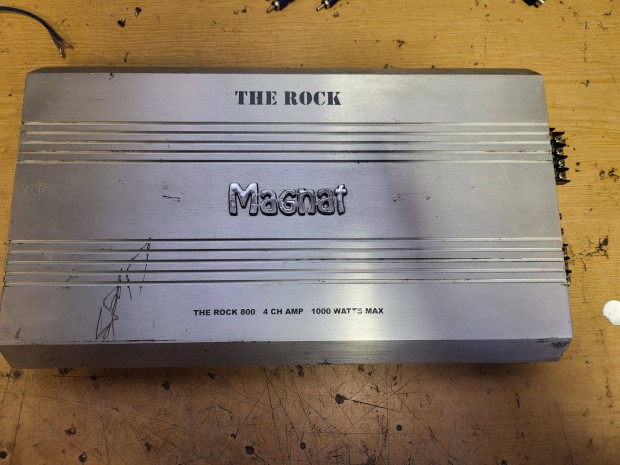 THE ROCK
Magnat
THE ROCK 800 4 CH AMP 1000 WATTS MAX